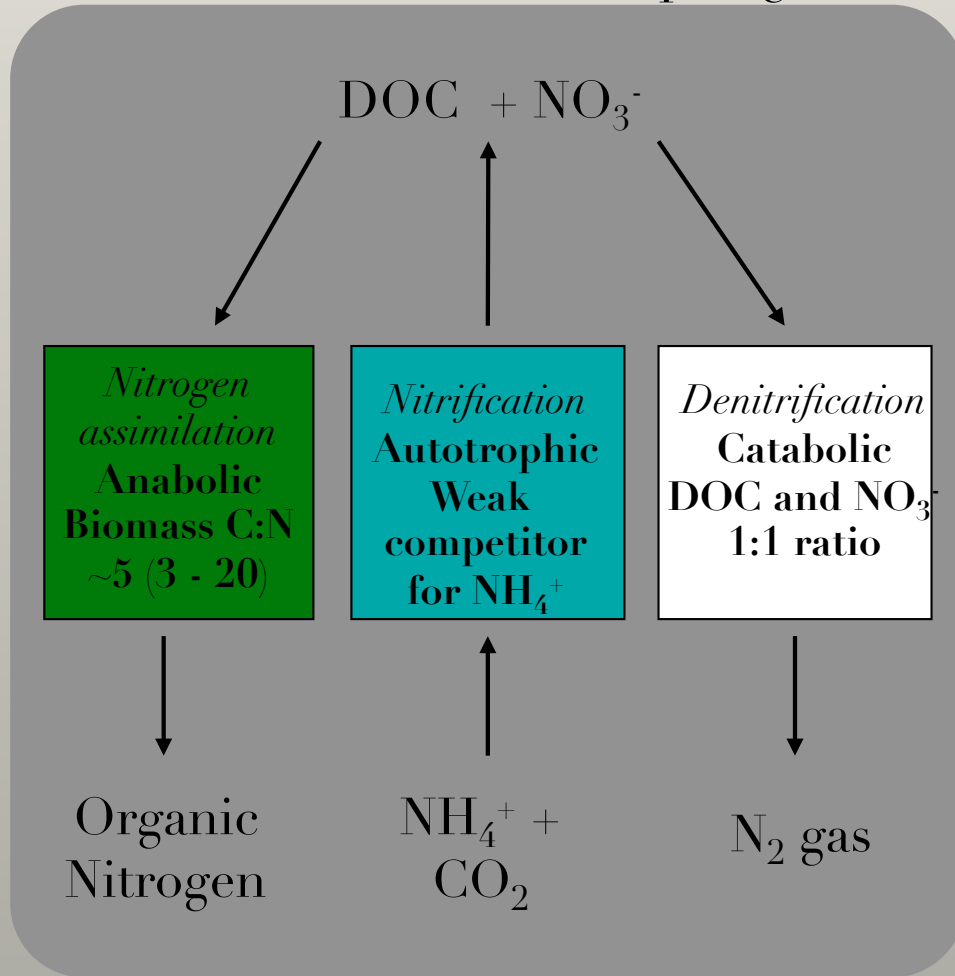 DOC + NO₃⁻
Nitrogen
assimilation
Anabolic
Biomass C:N
~5 (3 - 20)
Nitrification
Autotrophic
Weak
competitor
for NH₄⁺
Denitrification
Catabolic
DOC and NO₃⁻
1:1 ratio
Organic
Nitrogen
NH₄⁺ +
CO₂
N₂ gas